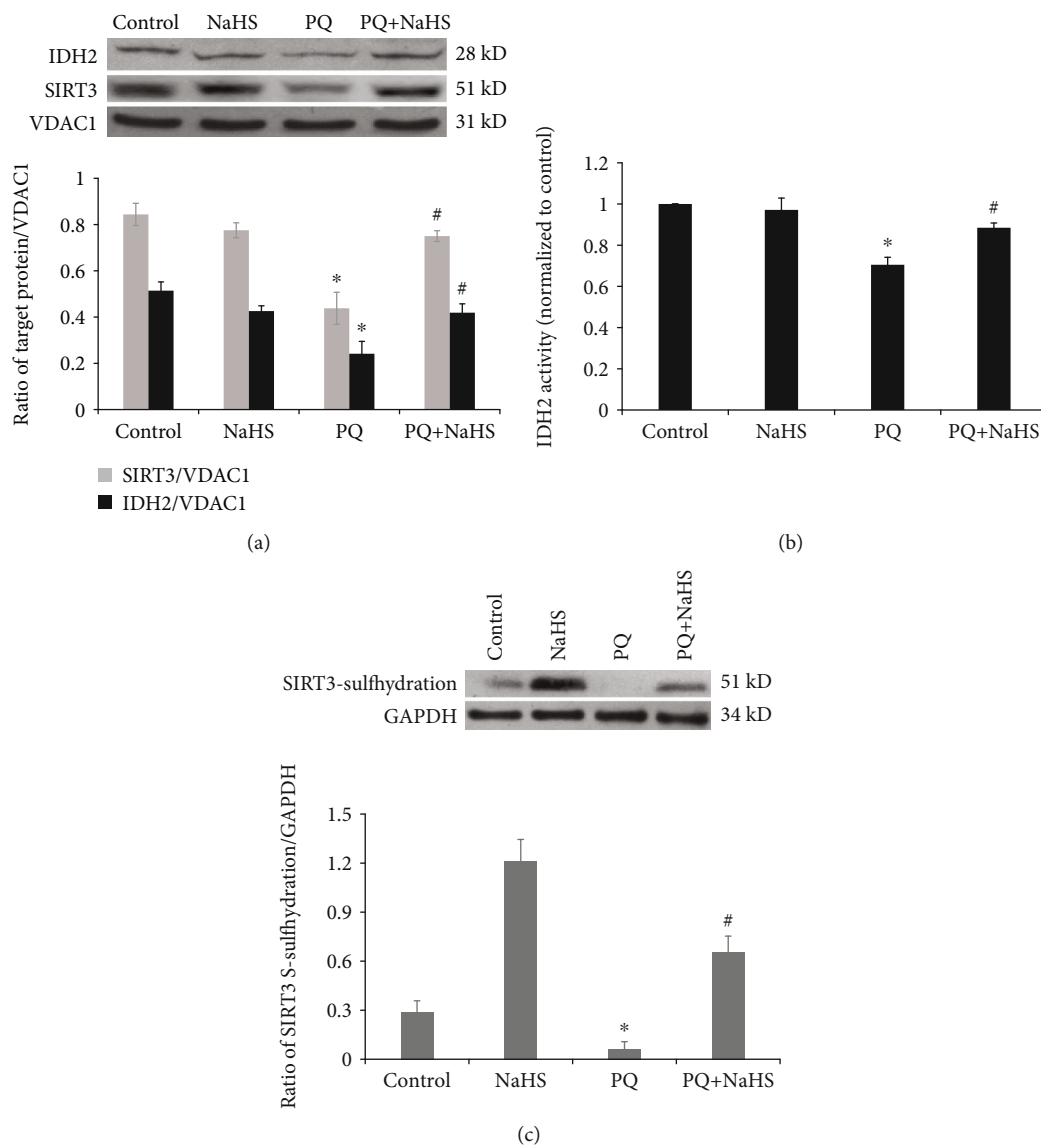 Control NaHS PQ PQ+NaHS
IDH2 28 kD
SIRT3 51 kD
VDAC1 31 kD
Ratio of target protein/VDAC1
1
0.8
0.6
0.4
0.2
0
#
*
#
*
Control NaHS PQ PQ+NaHS
SIRT3/VDAC1
IDH2/VDAC1
(a)
IDH2 activity (normalized to control)
1.2
1
0.8
0.6
0.4
0.2
0
*
#
Control NaHS PQ PQ+NaHS
(b)
Control NaHS PQ PQ+NaHS
SIRT3-sulfhydration 51 kD
GAPDH 34 kD
Ratio of SIRT3 S-sulfhydration/GAPDH
1.5
1.2
0.9
0.6
0.3
0
*
#
Control NaHS PQ PQ+NaHS
(c)